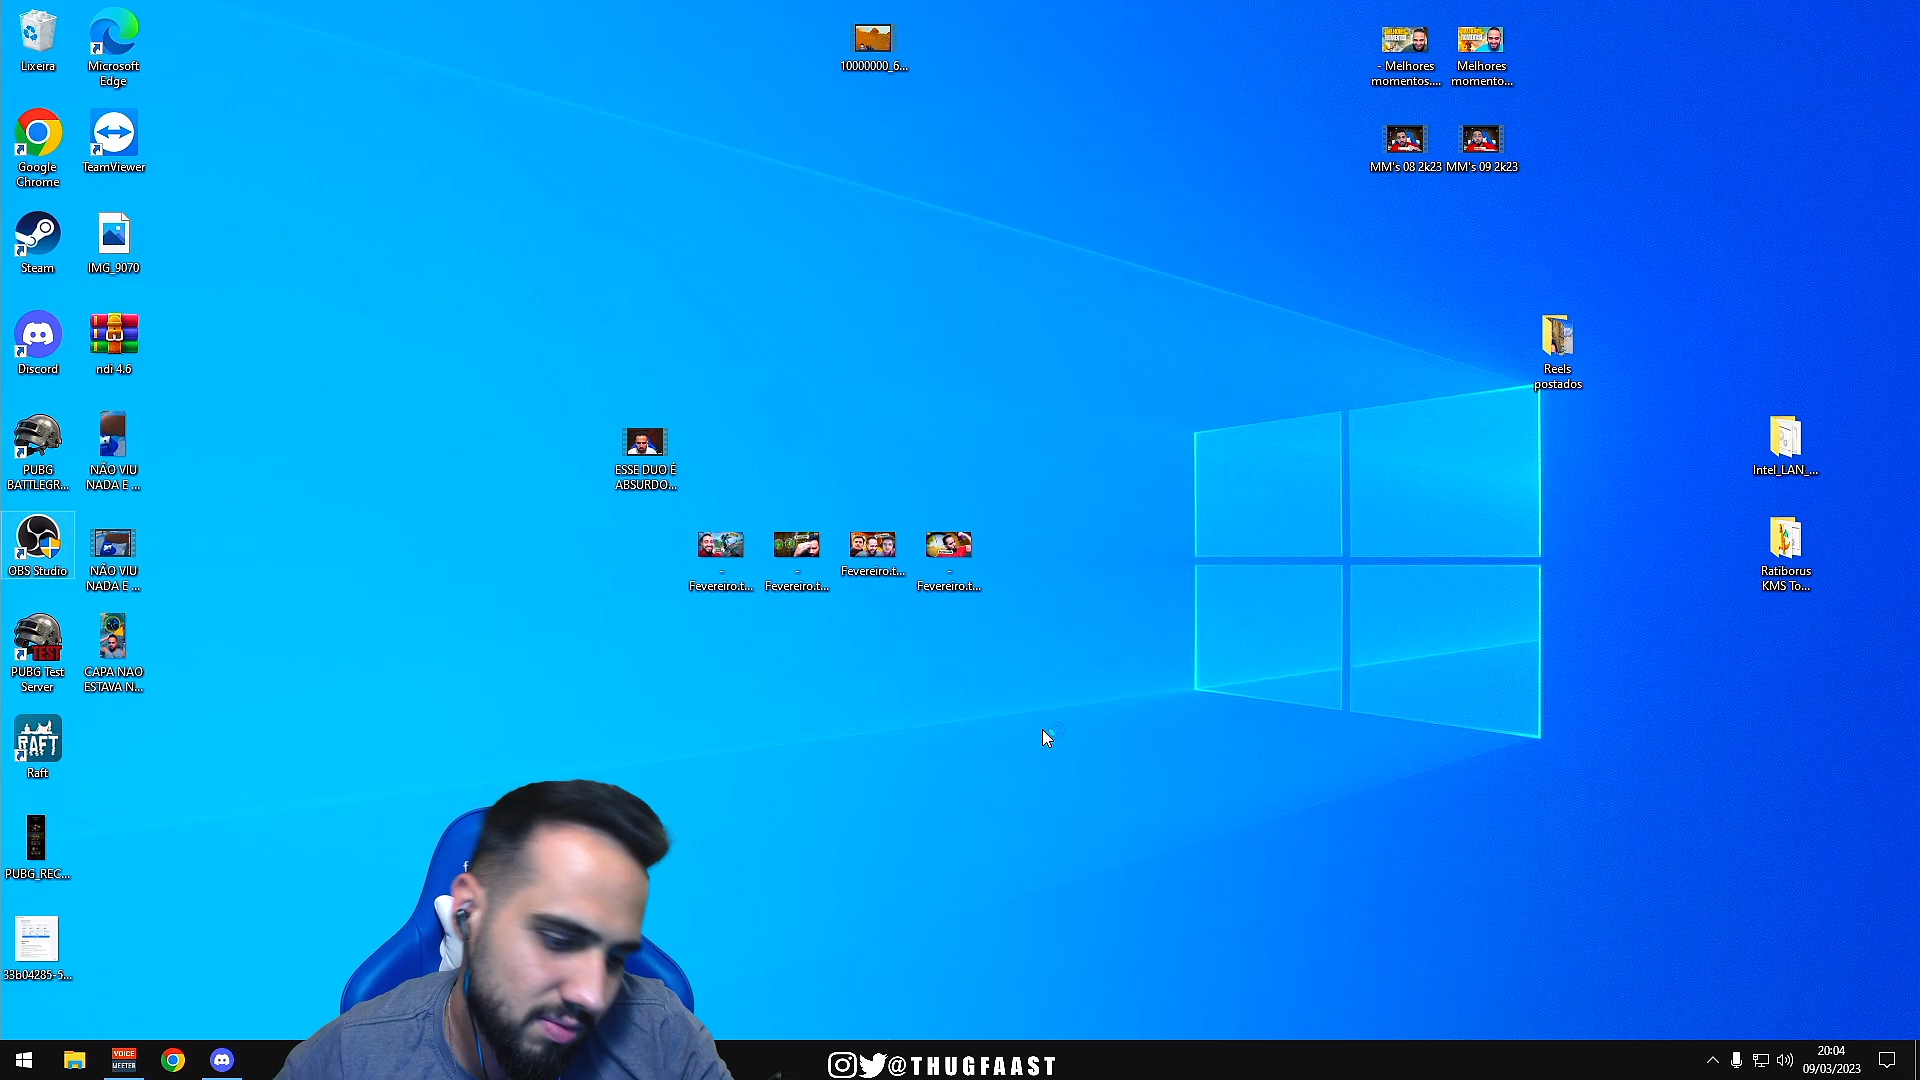 Lixeira
Microsoft
Edge
10000000_6...
- Melhores
momentos....
Melhores
momento...
Google
Chrome
TeamViewer
MM's 08 2k23
MM's 09 2k23
Steam
IMG_9070
Discord
ndi 4.6
Reels
postados
PUBG
BATTLEGR...
NÃO VIU
NADA E ...
ESSE DUO É
ABSURDO...
Intel_LAN_...
OBS Studio
NÃO VIU
NADA E ...
-
Fevereiro.t...
-
Fevereiro.t...
Fevereiro.t...
-
Fevereiro.t...
Ratiborus
KMS To...
TEST
PUBG Test
Server
CAPA NAO
ESTAVA N...
RAFT
Raft
PUBG_REC...
33b04285-5...
VOICE
MEETER
@THUGFAAST
20:04
09/03/2023